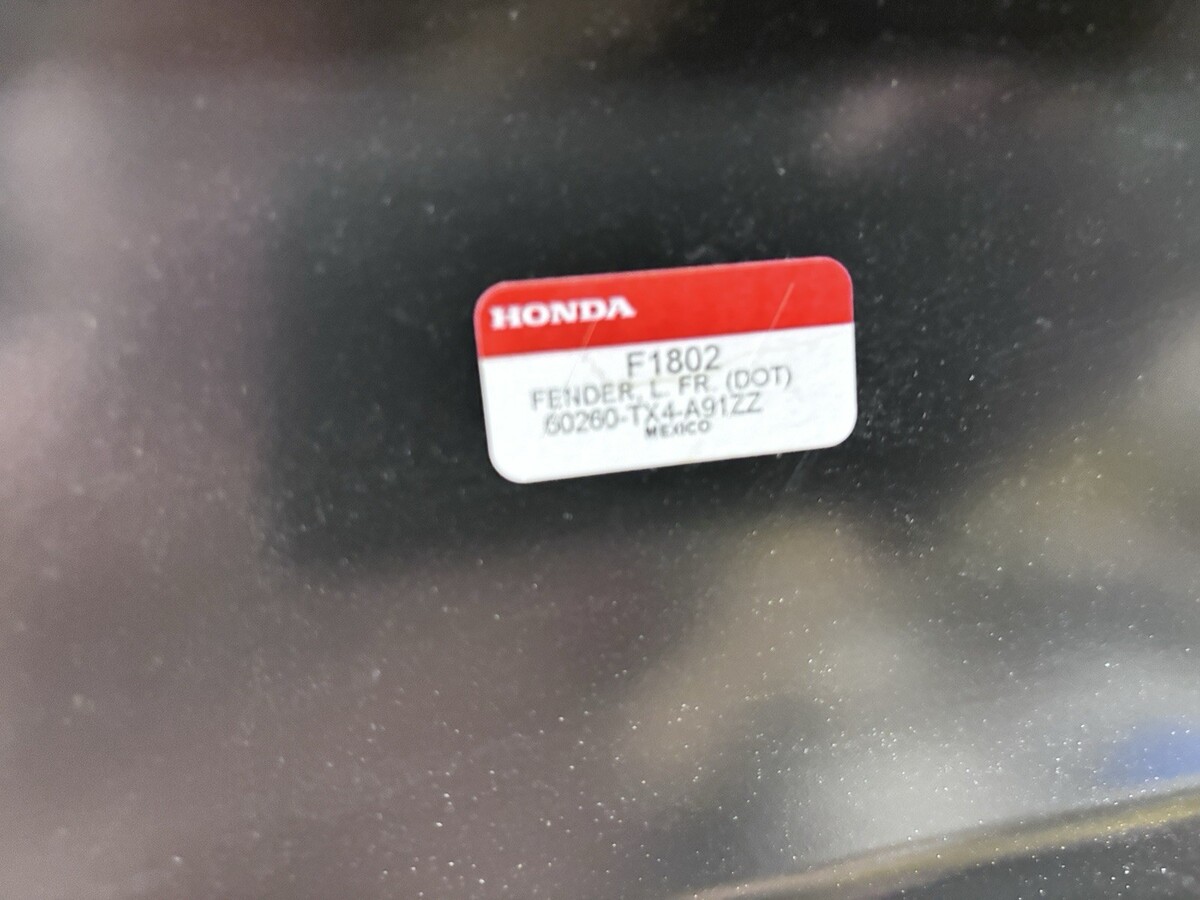 HONDA
F1802
FENDER, L. FR. (DOT)
60260-TX4-A91ZZ
MEXICO